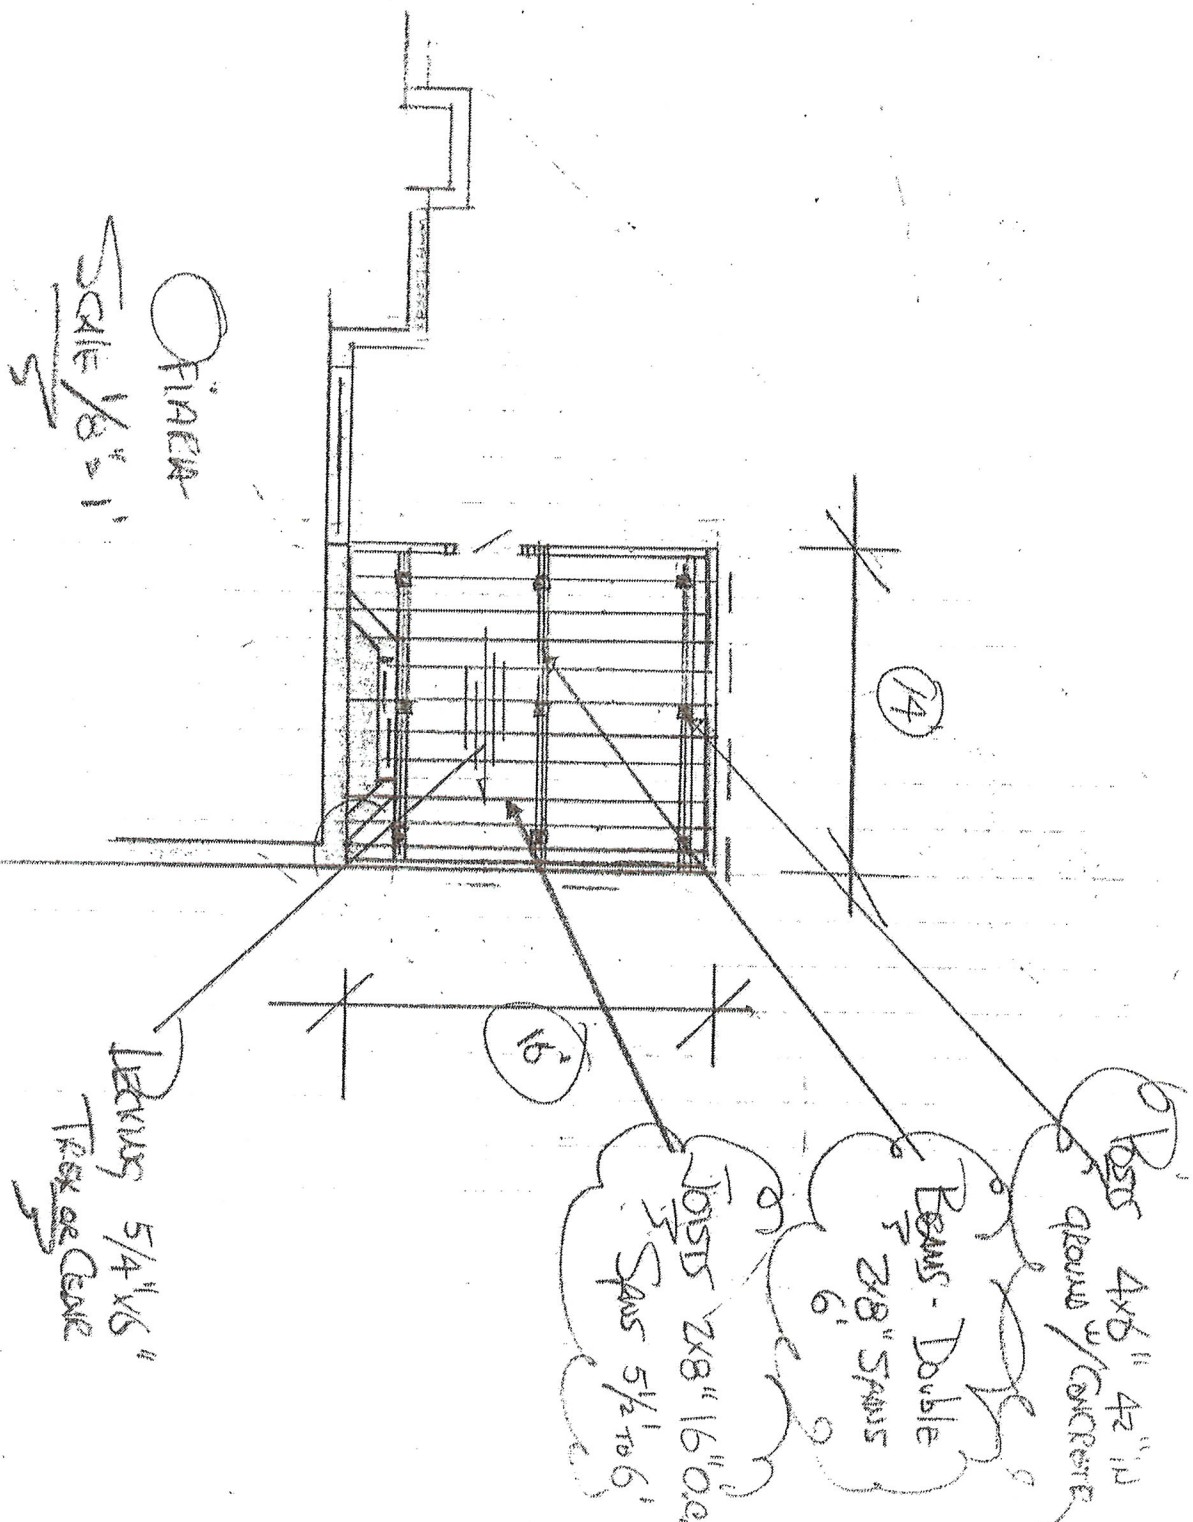 14'
16'
6 POSTS 4x6" 42" IN
GROUND W/ CONCRETE
BEAMS - DOUBLE
2x8" SPANS
6'
JOISTS 2x8" 16" O.C.
SPANS 5 1/2' TO 6'
DECKING 5/4"x6"
TREX OR CEDAR
SCALE 1/8" = 1'